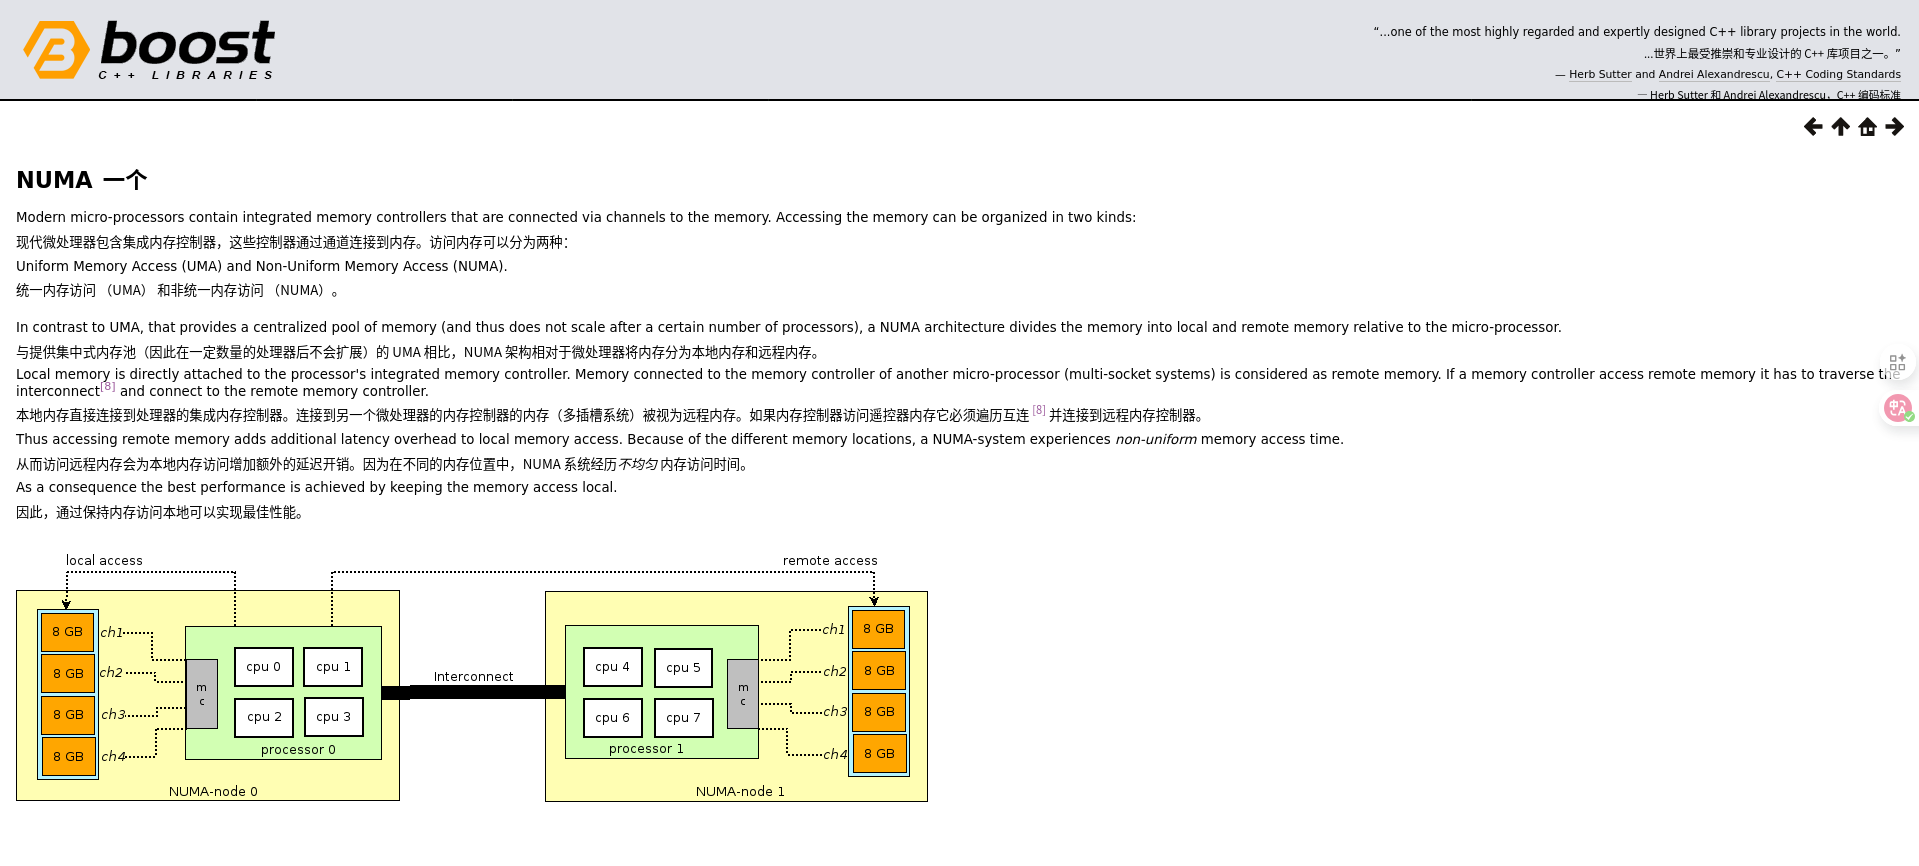 boost
C++ LIBRARIES
“...one of the most highly regarded and expertly designed C++ library projects in the world.
...世界上最受推崇和专业设计的 C++ 库项目之一。”
— Herb Sutter and Andrei Alexandrescu, C++ Coding Standards
— Herb Sutter 和 Andrei Alexandrescu，C++ 编码标准
NUMA 一个
Modern micro-processors contain integrated memory controllers that are connected via channels to the memory. Accessing the memory can be organized in two kinds:
现代微处理器包含集成内存控制器，这些控制器通过通道连接到内存。访问内存可以分为两种：
Uniform Memory Access (UMA) and Non-Uniform Memory Access (NUMA).
统一内存访问 （UMA） 和非统一内存访问 （NUMA）。
In contrast to UMA, that provides a centralized pool of memory (and thus does not scale after a certain number of processors), a NUMA architecture divides the memory into local and remote memory relative to the micro-processor.
与提供集中式内存池（因此在一定数量的处理器后不会扩展）的 UMA 相比，NUMA 架构相对于微处理器将内存分为本地内存和远程内存。
Local memory is directly attached to the processor's integrated memory controller. Memory connected to the memory controller of another micro-processor (multi-socket systems) is considered as remote memory. If a memory controller access remote memory it has to traverse the
interconnect[8] and connect to the remote memory controller.
本地内存直接连接到处理器的集成内存控制器。连接到另一个微处理器的内存控制器的内存（多插槽系统）被视为远程内存。如果内存控制器访问遥控器内存它必须遍历互连 [8] 并连接到远程内存控制器。
Thus accessing remote memory adds additional latency overhead to local memory access. Because of the different memory locations, a NUMA-system experiences non-uniform memory access time.
从而访问远程内存会为本地内存访问增加额外的延迟开销。因为在不同的内存位置中，NUMA 系统经历不均匀 内存访问时间。
As a consequence the best performance is achieved by keeping the memory access local.
因此，通过保持内存访问本地可以实现最佳性能。
local access
remote access
8 GB
ch1
8 GB
ch2
8 GB
ch3
8 GB
ch4
m
c
cpu 0
cpu 1
cpu 2
cpu 3
processor 0
NUMA-node 0
Interconnect
cpu 4
cpu 5
cpu 6
cpu 7
processor 1
m
c
ch1
8 GB
ch2
8 GB
ch3
8 GB
ch4
8 GB
NUMA-node 1